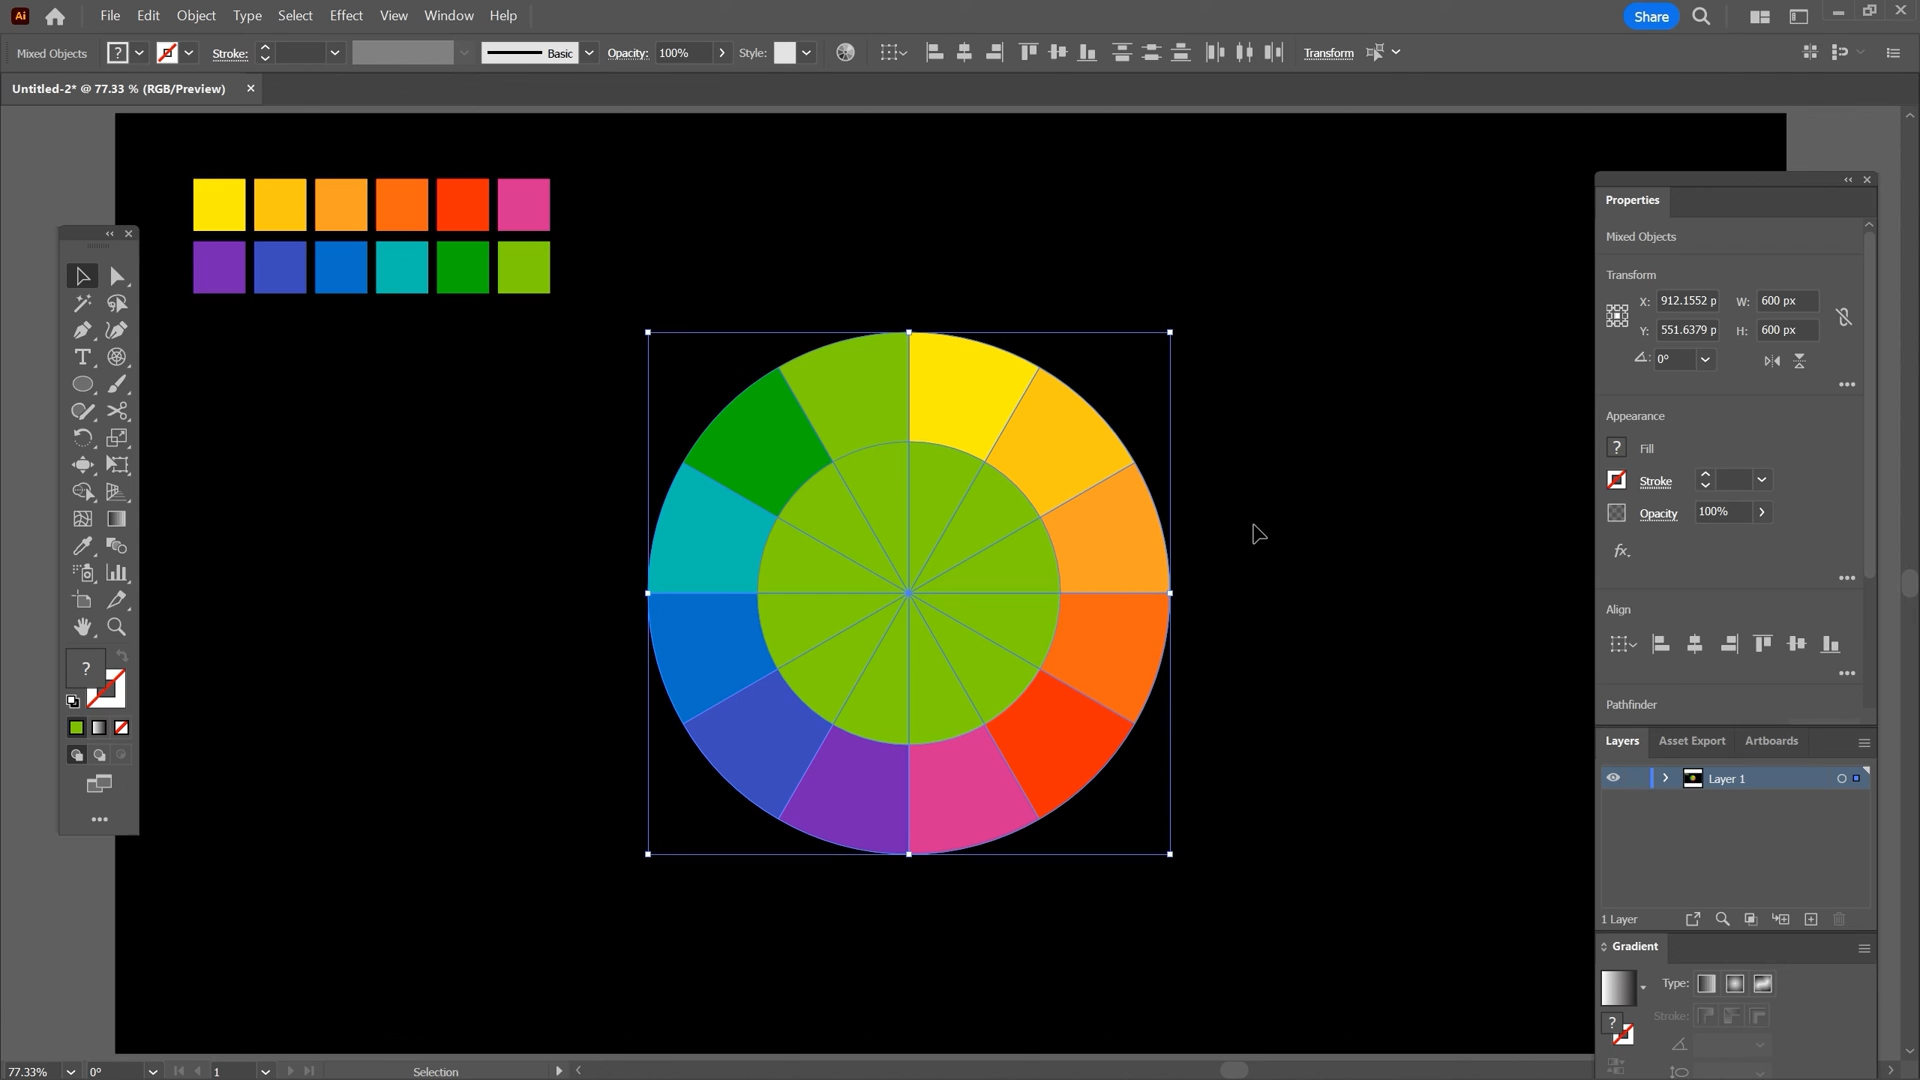 Ai File Edit Object Type Select Effect View Window Help Share
Mixed Objects ? Stroke: Basic Opacity: 100% Style: Transform
Untitled-2* @ 77.33 % (RGB/Preview)
Properties
Mixed Objects
Transform
X: 912.1552 p W: 600 px
Y: 551.6379 p H: 600 px
0°
Appearance
? Fill
Stroke
Opacity 100%
fx.
Align
Pathfinder
?
Layers Asset Export Artboards
Layer 1
1 Layer
Gradient
Type:
Stroke:
?
77.33% 0° 1 Selection